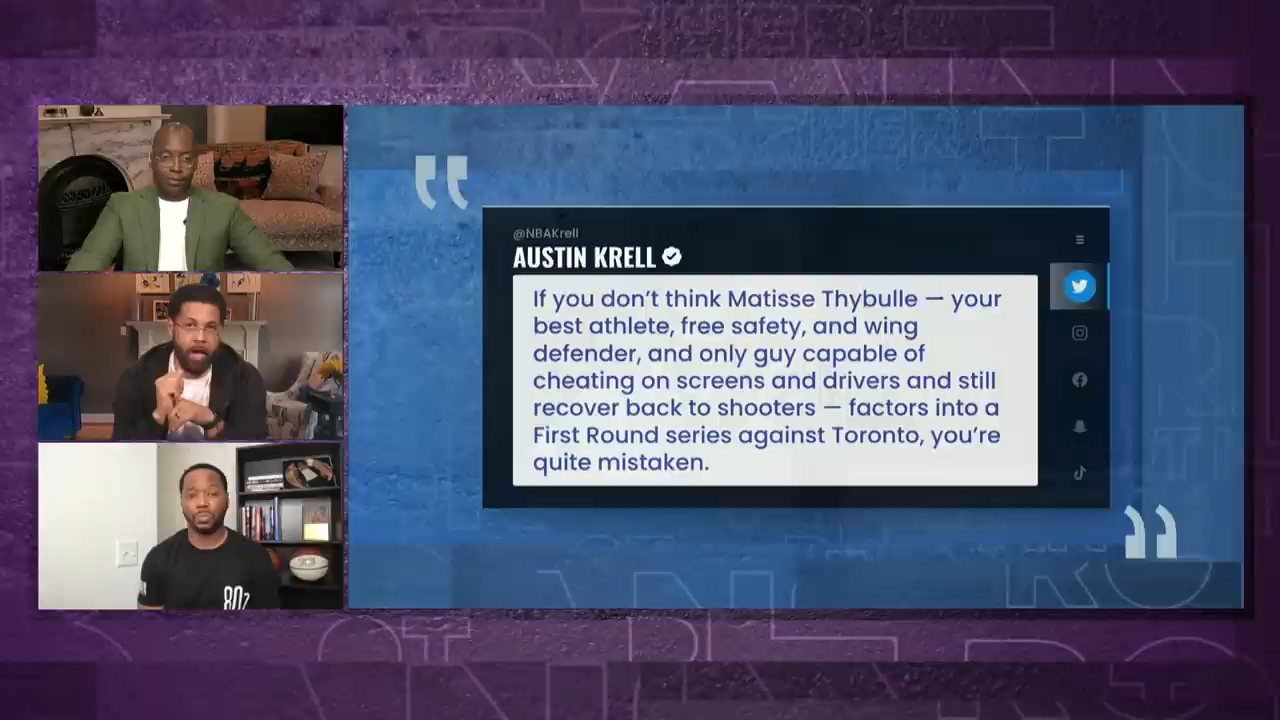 @NBAKrell
AUSTIN KRELL
If you don't think Matisse Thybulle — your
best athlete, free safety, and wing
defender, and only guy capable of
cheating on screens and drivers and still
recover back to shooters — factors into a
First Round series against Toronto, you're
quite mistaken.